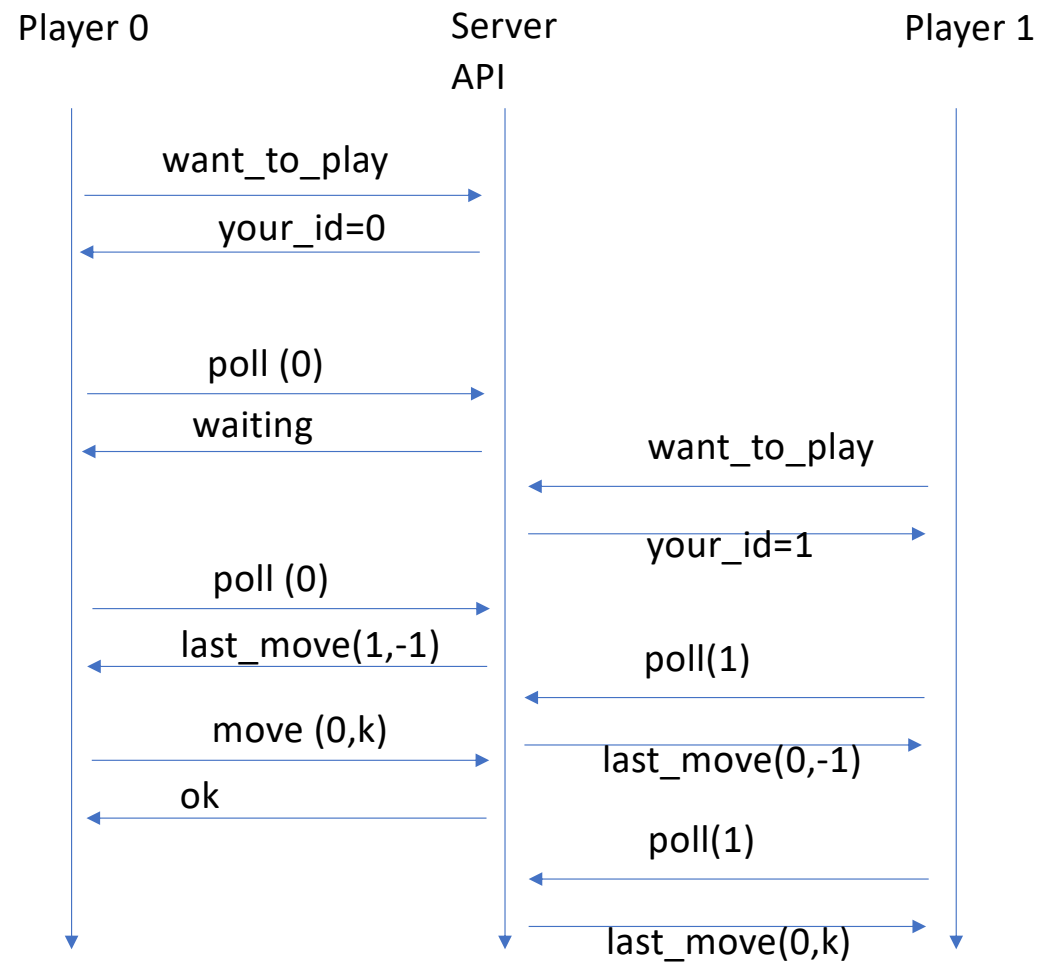 Player 0
Server
API
Player 1
want_to_play
your_id=0
poll (0)
waiting
want_to_play
your_id=1
poll (0)
last_move(1,-1)
poll(1)
move (0,k)
last_move(0,-1)
ok
poll(1)
last_move(0,k)